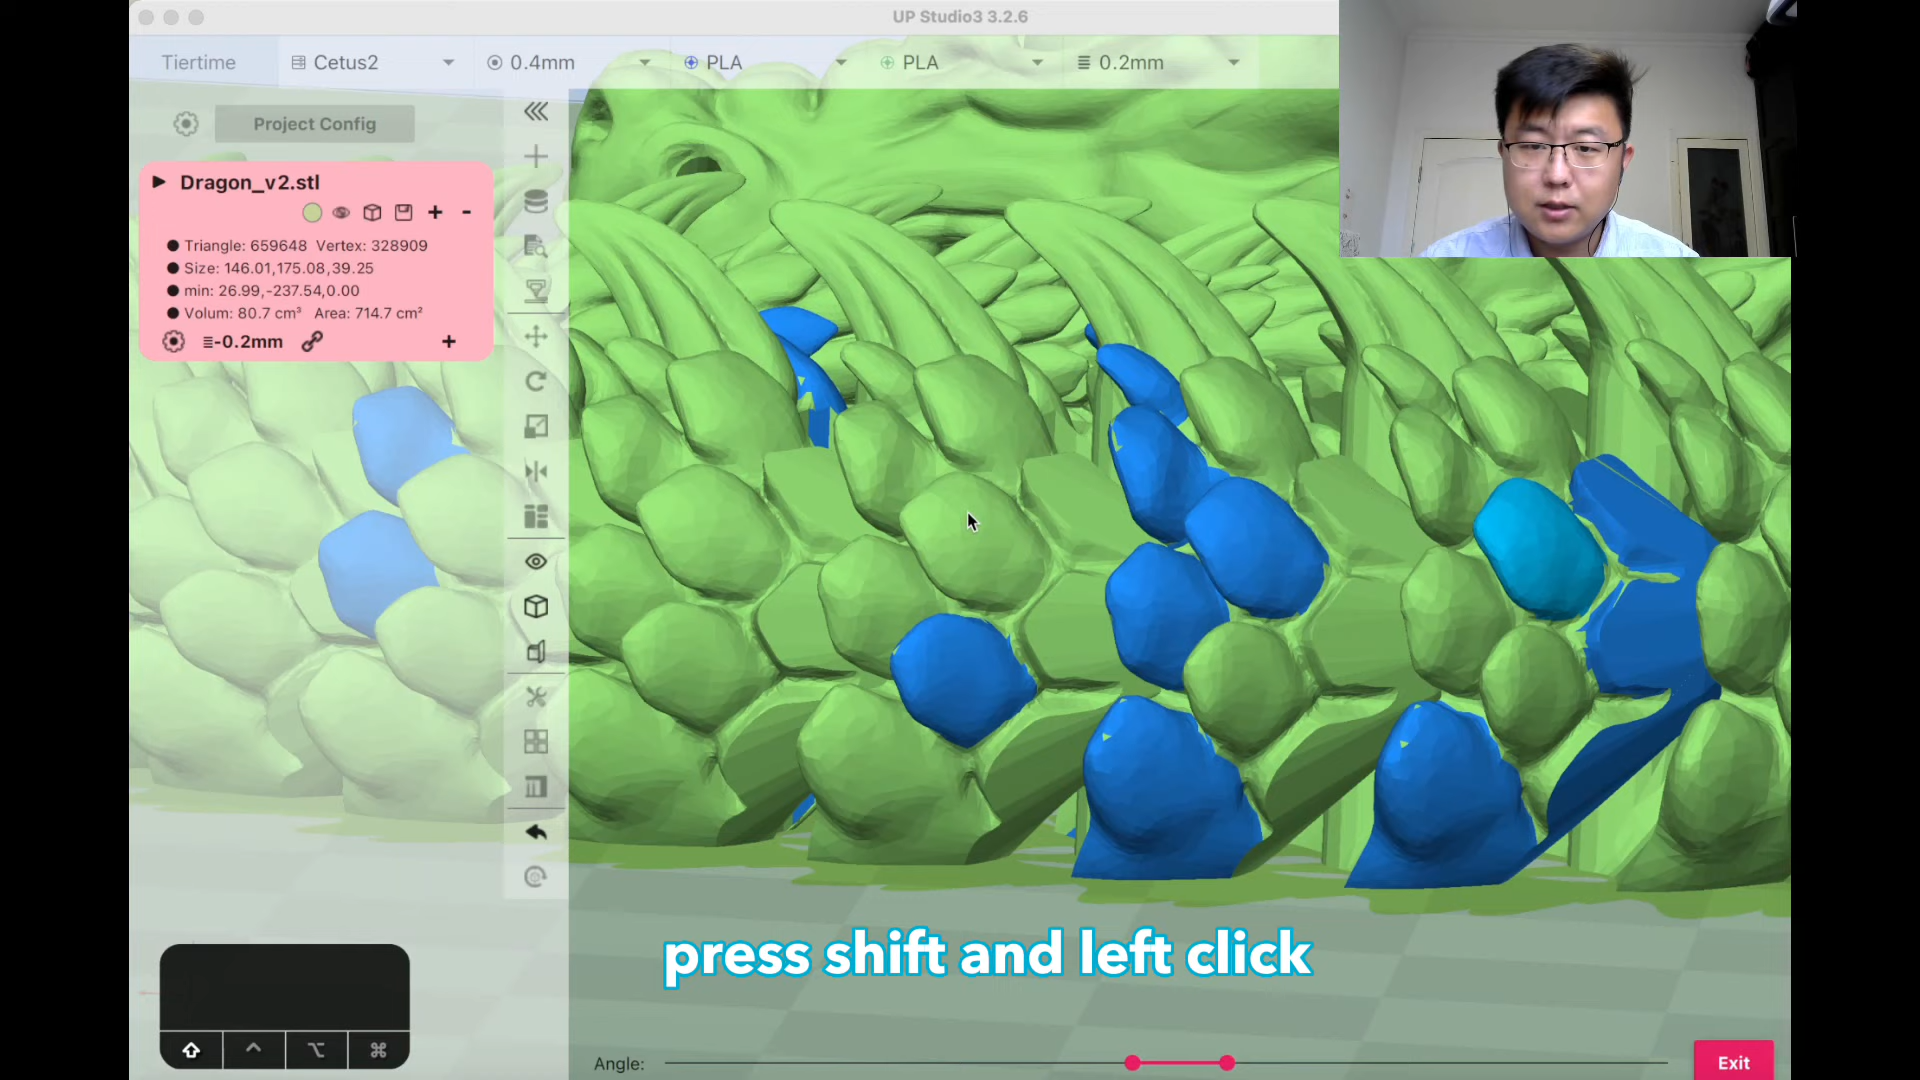 UP Studio3 3.2.6
Tiertime
Cetus2
0.4mm
PLA
PLA
0.2mm
Project Config
Dragon_v2.stl
Triangle: 659648 Vertex: 328909
Size: 146.01,175.08,39.25
min: 26.99,-237.54,0.00
Volum: 80.7 cm³ Area: 714.7 cm²
-0.2mm
press shift and left click
Angle:
Exit